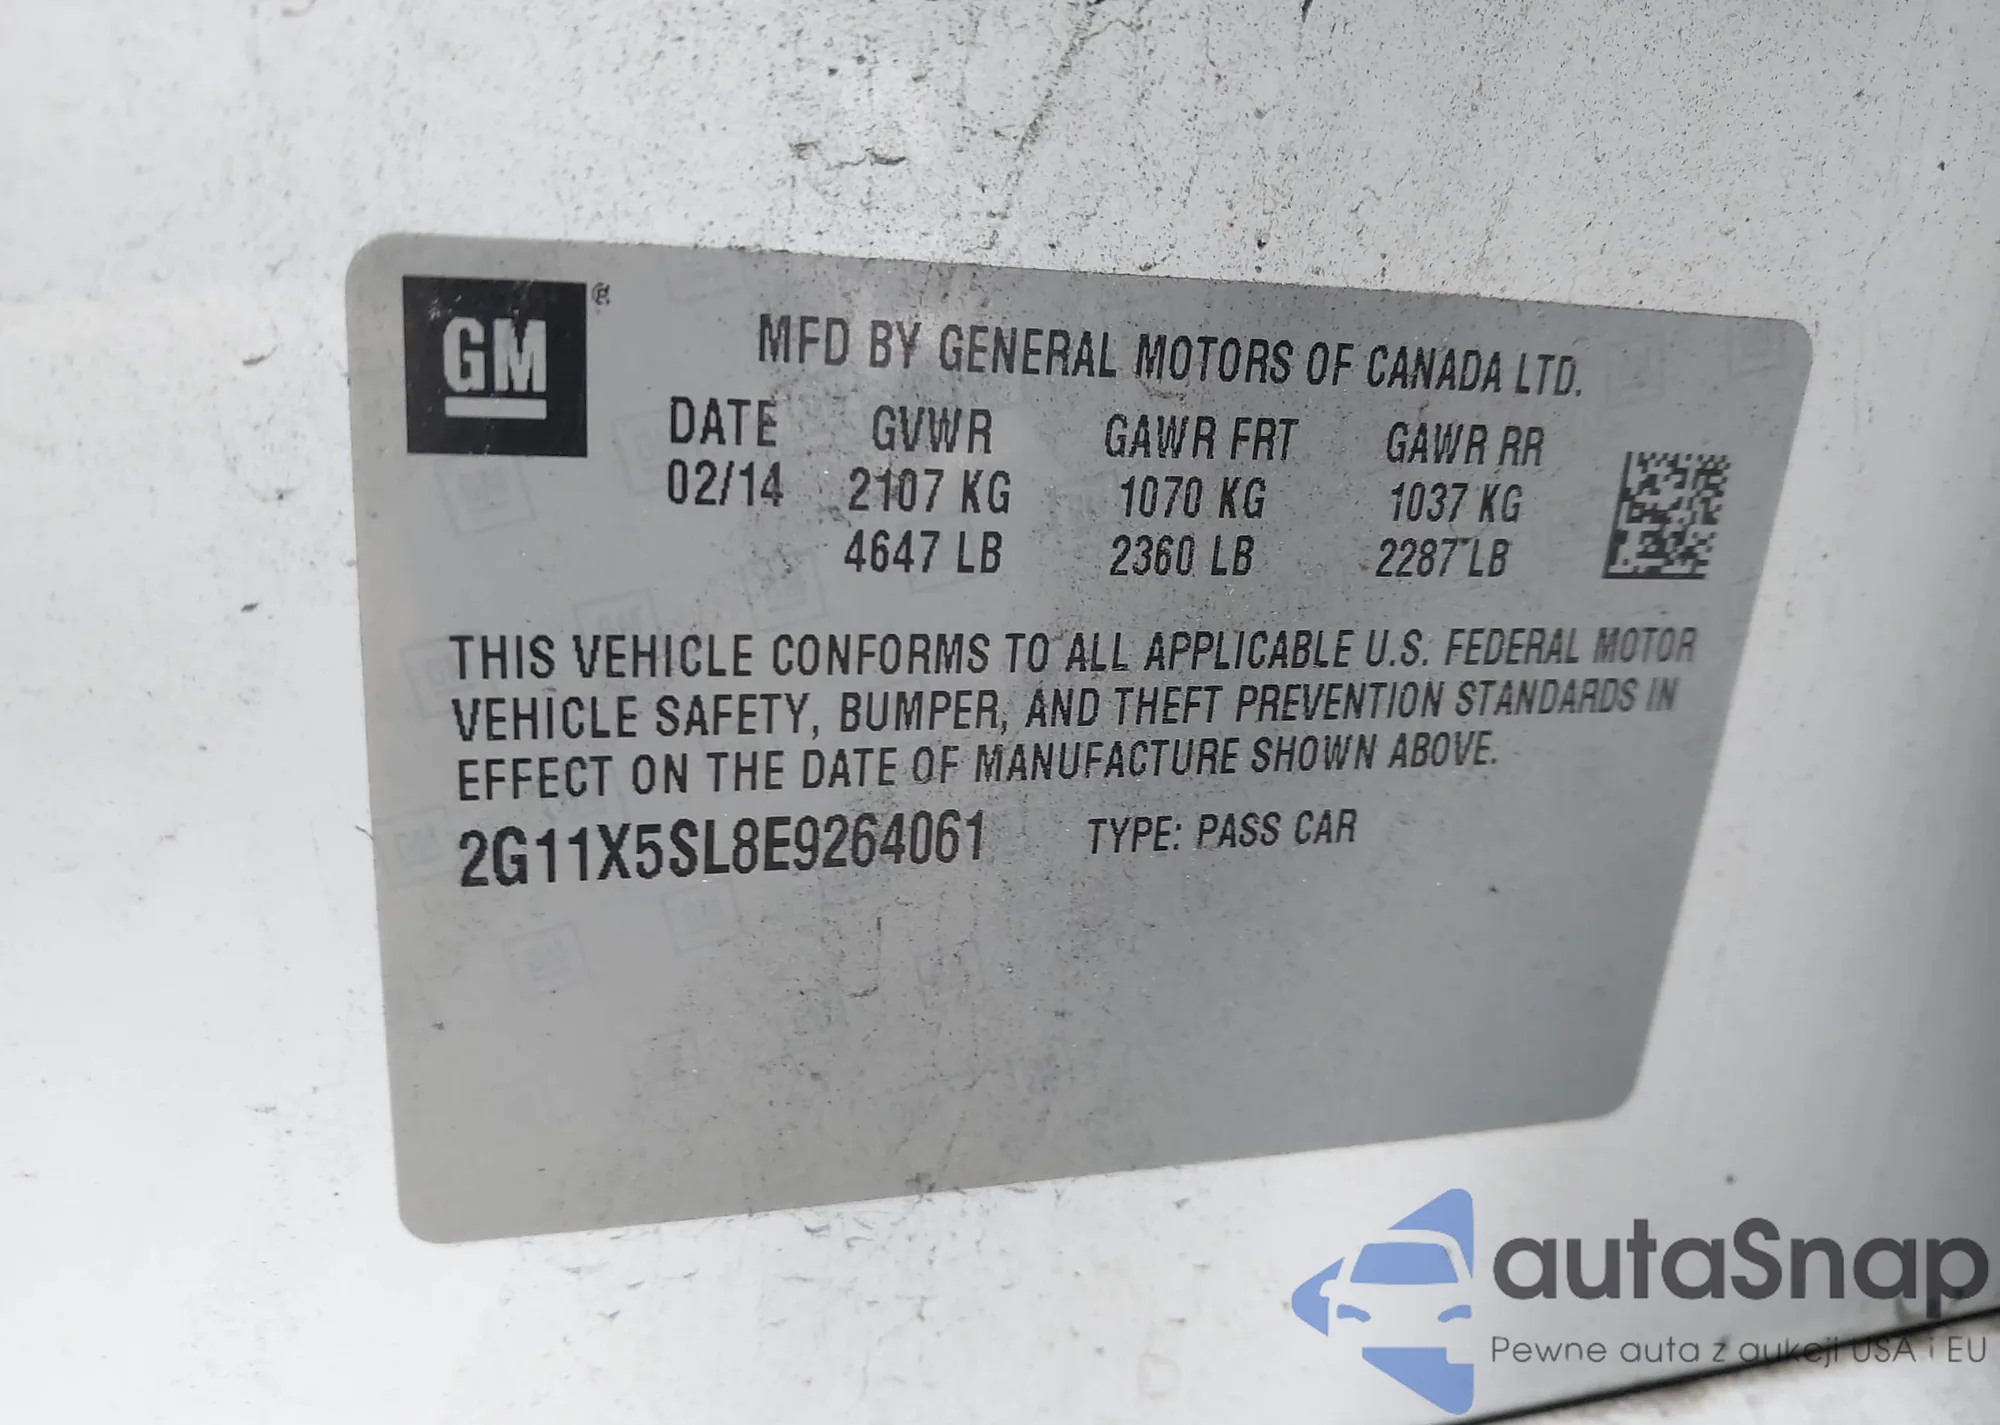 GM ®
MFD BY GENERAL MOTORS OF CANADA LTD.
DATE GVWR GAWR FRT GAWR RR
02/14 2107 KG 1070 KG 1037 KG
4647 LB 2360 LB 2287 LB
THIS VEHICLE CONFORMS TO ALL APPLICABLE U.S. FEDERAL MOTOR
VEHICLE SAFETY, BUMPER, AND THEFT PREVENTION STANDARDS IN
EFFECT ON THE DATE OF MANUFACTURE SHOWN ABOVE.
2G11X5SL8E9264061 TYPE: PASS CAR
autaSnap
Pewne auta z aukcji USA i EU